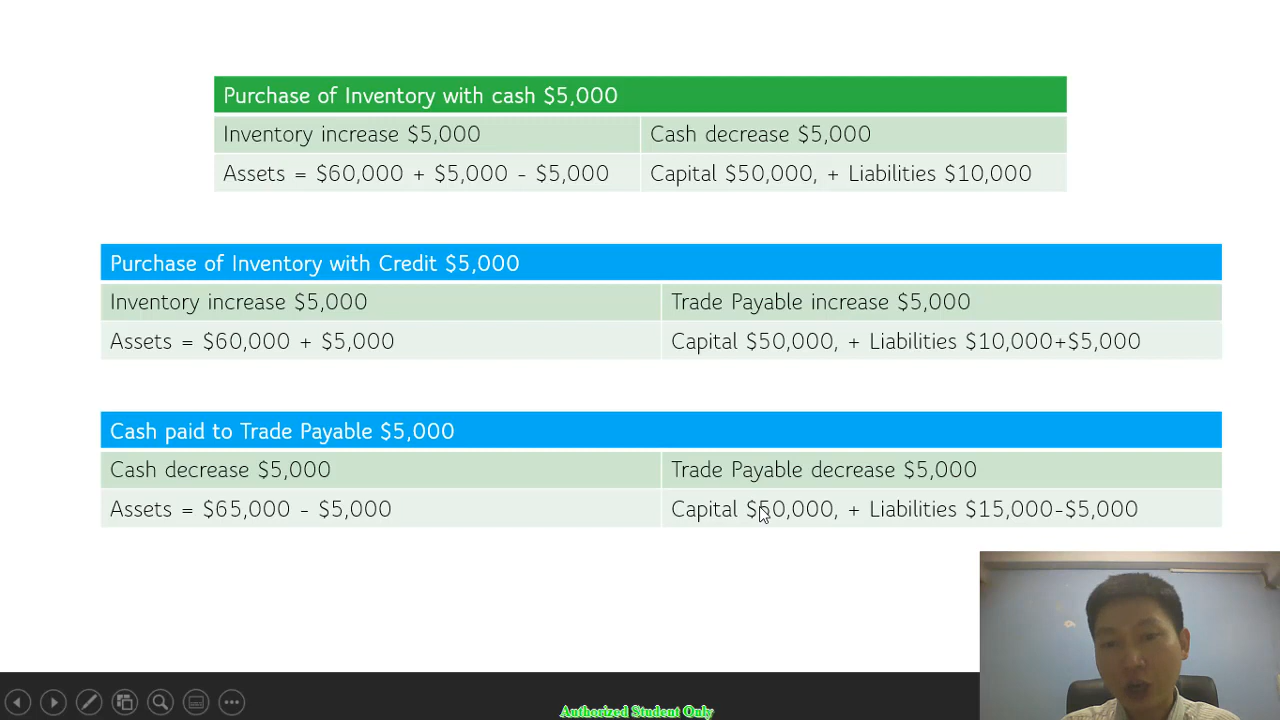 Purchase of Inventory with cash $5,000
Inventory increase $5,000
Cash decrease $5,000
Assets = $60,000 + $5,000 - $5,000
Capital $50,000, + Liabilities $10,000
Purchase of Inventory with Credit $5,000
Inventory increase $5,000
Trade Payable increase $5,000
Assets = $60,000 + $5,000
Capital $50,000, + Liabilities $10,000+$5,000
Cash paid to Trade Payable $5,000
Cash decrease $5,000
Trade Payable decrease $5,000
Assets = $65,000 - $5,000
Capital $50,000, + Liabilities $15,000-$5,000
Authorized Student Only